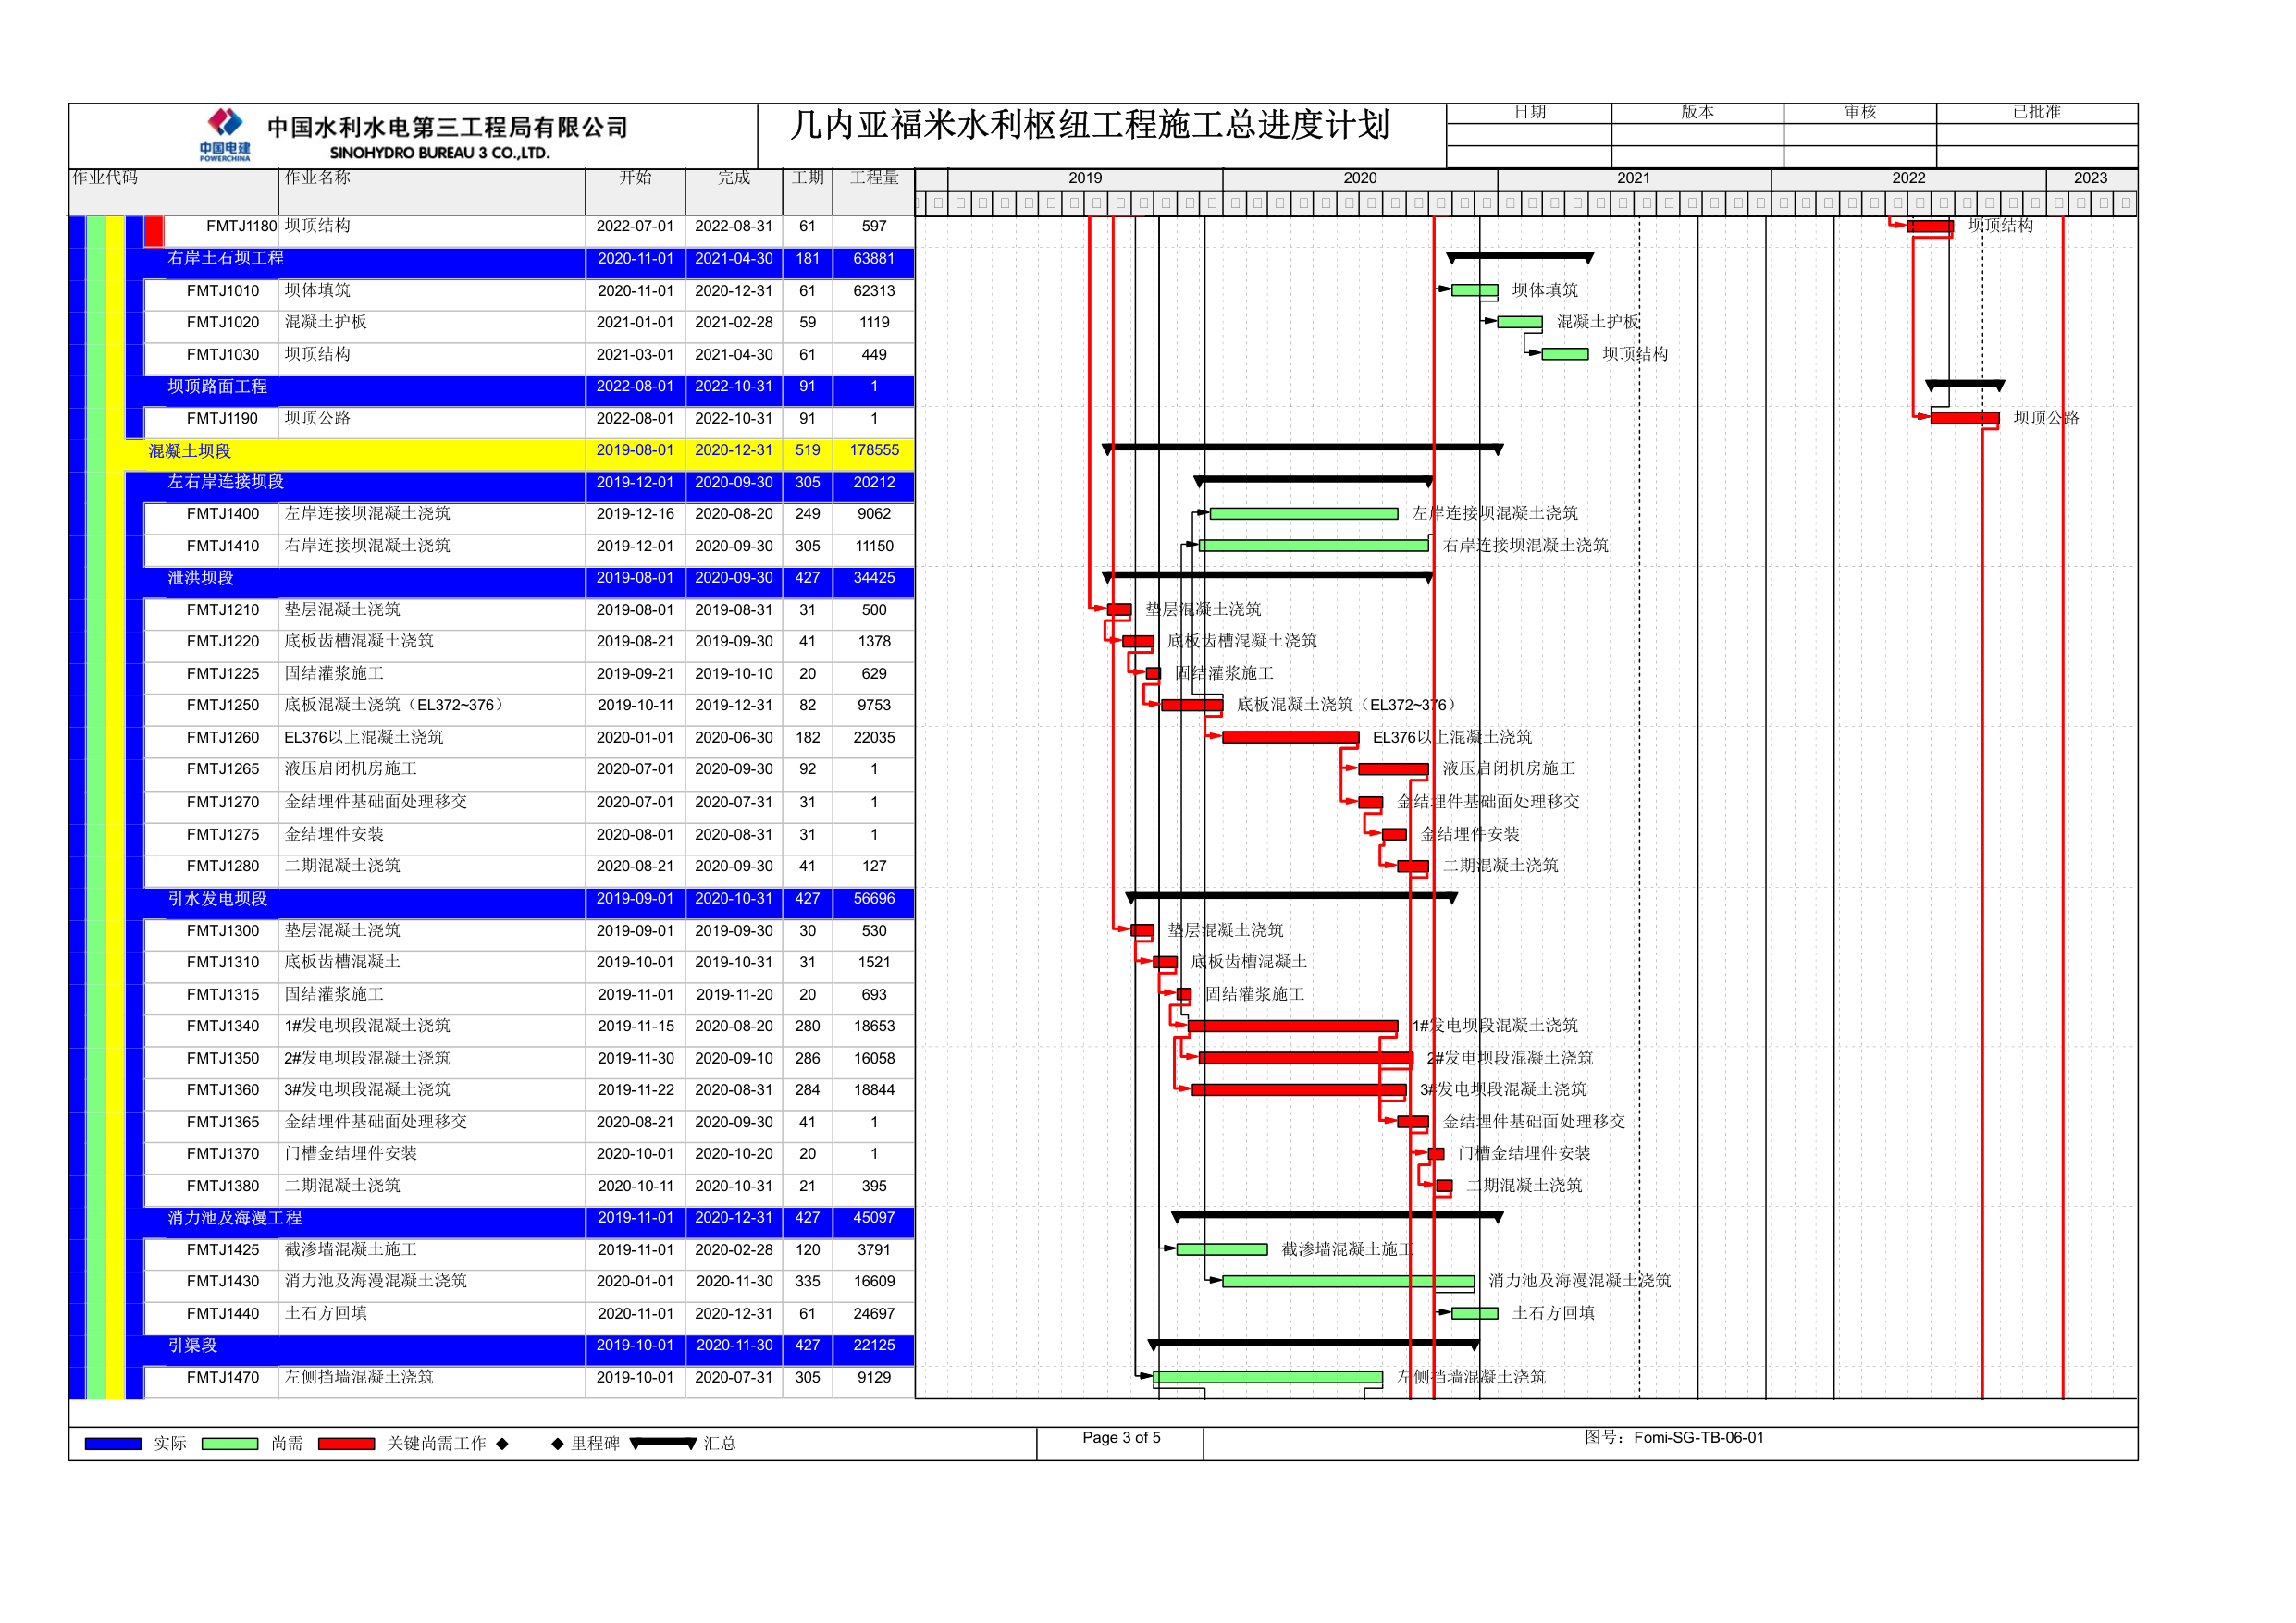 中国电建
POWERCHINA
中国水利水电第三工程局有限公司
SINOHYDRO BUREAU 3 CO.,LTD.
几内亚福米水利枢纽工程施工总进度计划
日期 版本 审核 已批准
作业代码 作业名称 开始 完成 工期 工程量 2019 2020 2021 2022 2023
FMTJ1180 坝顶结构 2022-07-01 2022-08-31 61 597 坝顶结构
右岸土石坝工程 2020-11-01 2021-04-30 181 63881
FMTJ1010 坝体填筑 2020-11-01 2020-12-31 61 62313 坝体填筑
FMTJ1020 混凝土护板 2021-01-01 2021-02-28 59 1119 混凝土护板
FMTJ1030 坝顶结构 2021-03-01 2021-04-30 61 449 坝顶结构
坝顶路面工程 2022-08-01 2022-10-31 91 1
FMTJ1190 坝顶公路 2022-08-01 2022-10-31 91 1 坝顶公路
混凝土坝段 2019-08-01 2020-12-31 519 178555
左右岸连接坝段 2019-12-01 2020-09-30 305 20212
FMTJ1400 左岸连接坝混凝土浇筑 2019-12-16 2020-08-20 249 9062 左岸连接坝混凝土浇筑
FMTJ1410 右岸连接坝混凝土浇筑 2019-12-01 2020-09-30 305 11150 右岸连接坝混凝土浇筑
泄洪坝段 2019-08-01 2020-09-30 427 34425
FMTJ1210 垫层混凝土浇筑 2019-08-01 2019-08-31 31 500 垫层混凝土浇筑
FMTJ1220 底板齿槽混凝土浇筑 2019-08-21 2019-09-30 41 1378 底板齿槽混凝土浇筑
FMTJ1225 固结灌浆施工 2019-09-21 2019-10-10 20 629 固结灌浆施工
FMTJ1250 底板混凝土浇筑（EL372~376） 2019-10-11 2019-12-31 82 9753 底板混凝土浇筑（EL372~376）
FMTJ1260 EL376以上混凝土浇筑 2020-01-01 2020-06-30 182 22035 EL376以上混凝土浇筑
FMTJ1265 液压启闭机房施工 2020-07-01 2020-09-30 92 1 液压启闭机房施工
FMTJ1270 金结埋件基础面处理移交 2020-07-01 2020-07-31 31 1 金结埋件基础面处理移交
FMTJ1275 金结埋件安装 2020-08-01 2020-08-31 31 1 金结埋件安装
FMTJ1280 二期混凝土浇筑 2020-08-21 2020-09-30 41 127 二期混凝土浇筑
引水发电坝段 2019-09-01 2020-10-31 427 56696
FMTJ1300 垫层混凝土浇筑 2019-09-01 2019-09-30 30 530 垫层混凝土浇筑
FMTJ1310 底板齿槽混凝土 2019-10-01 2019-10-31 31 1521 底板齿槽混凝土
FMTJ1315 固结灌浆施工 2019-11-01 2019-11-20 20 693 固结灌浆施工
FMTJ1340 1#发电坝段混凝土浇筑 2019-11-15 2020-08-20 280 18653 1#发电坝段混凝土浇筑
FMTJ1350 2#发电坝段混凝土浇筑 2019-11-30 2020-09-10 286 16058 2#发电坝段混凝土浇筑
FMTJ1360 3#发电坝段混凝土浇筑 2019-11-22 2020-08-31 284 18844 3#发电坝段混凝土浇筑
FMTJ1365 金结埋件基础面处理移交 2020-08-21 2020-09-30 41 1 金结埋件基础面处理移交
FMTJ1370 门槽金结埋件安装 2020-10-01 2020-10-20 20 1 门槽金结埋件安装
FMTJ1380 二期混凝土浇筑 2020-10-11 2020-10-31 21 395 二期混凝土浇筑
消力池及海漫工程 2019-11-01 2020-12-31 427 45097
FMTJ1425 截渗墙混凝土施工 2019-11-01 2020-02-28 120 3791 截渗墙混凝土施工
FMTJ1430 消力池及海漫混凝土浇筑 2020-01-01 2020-11-30 335 16609 消力池及海漫混凝土浇筑
FMTJ1440 土石方回填 2020-11-01 2020-12-31 61 24697 土石方回填
引渠段 2019-10-01 2020-11-30 427 22125
FMTJ1470 左侧挡墙混凝土浇筑 2019-10-01 2020-07-31 305 9129 左侧挡墙混凝土浇筑
实际 尚需 关键尚需工作 里程碑 汇总 Page 3 of 5 图号：Fomi-SG-TB-06-01